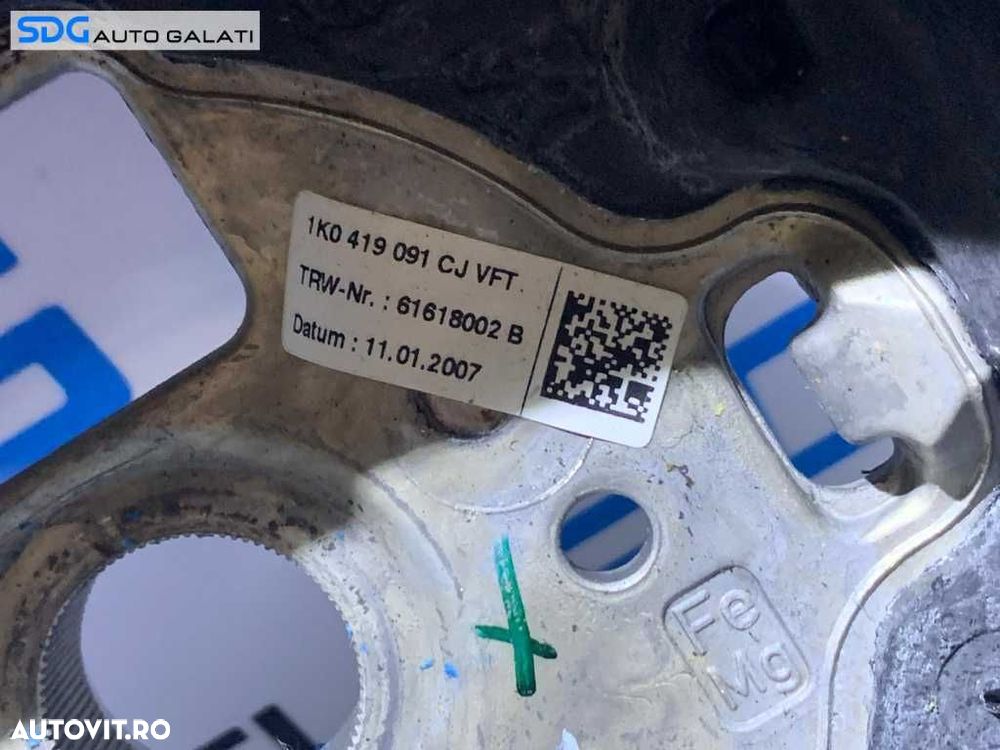 SDG AUTO GALATI
1K0 419 091 CJ VFT
TRW-Nr. : 61618002 B
Datum : 11.01.2007
Fe
Mg
AUTOVIT.RO